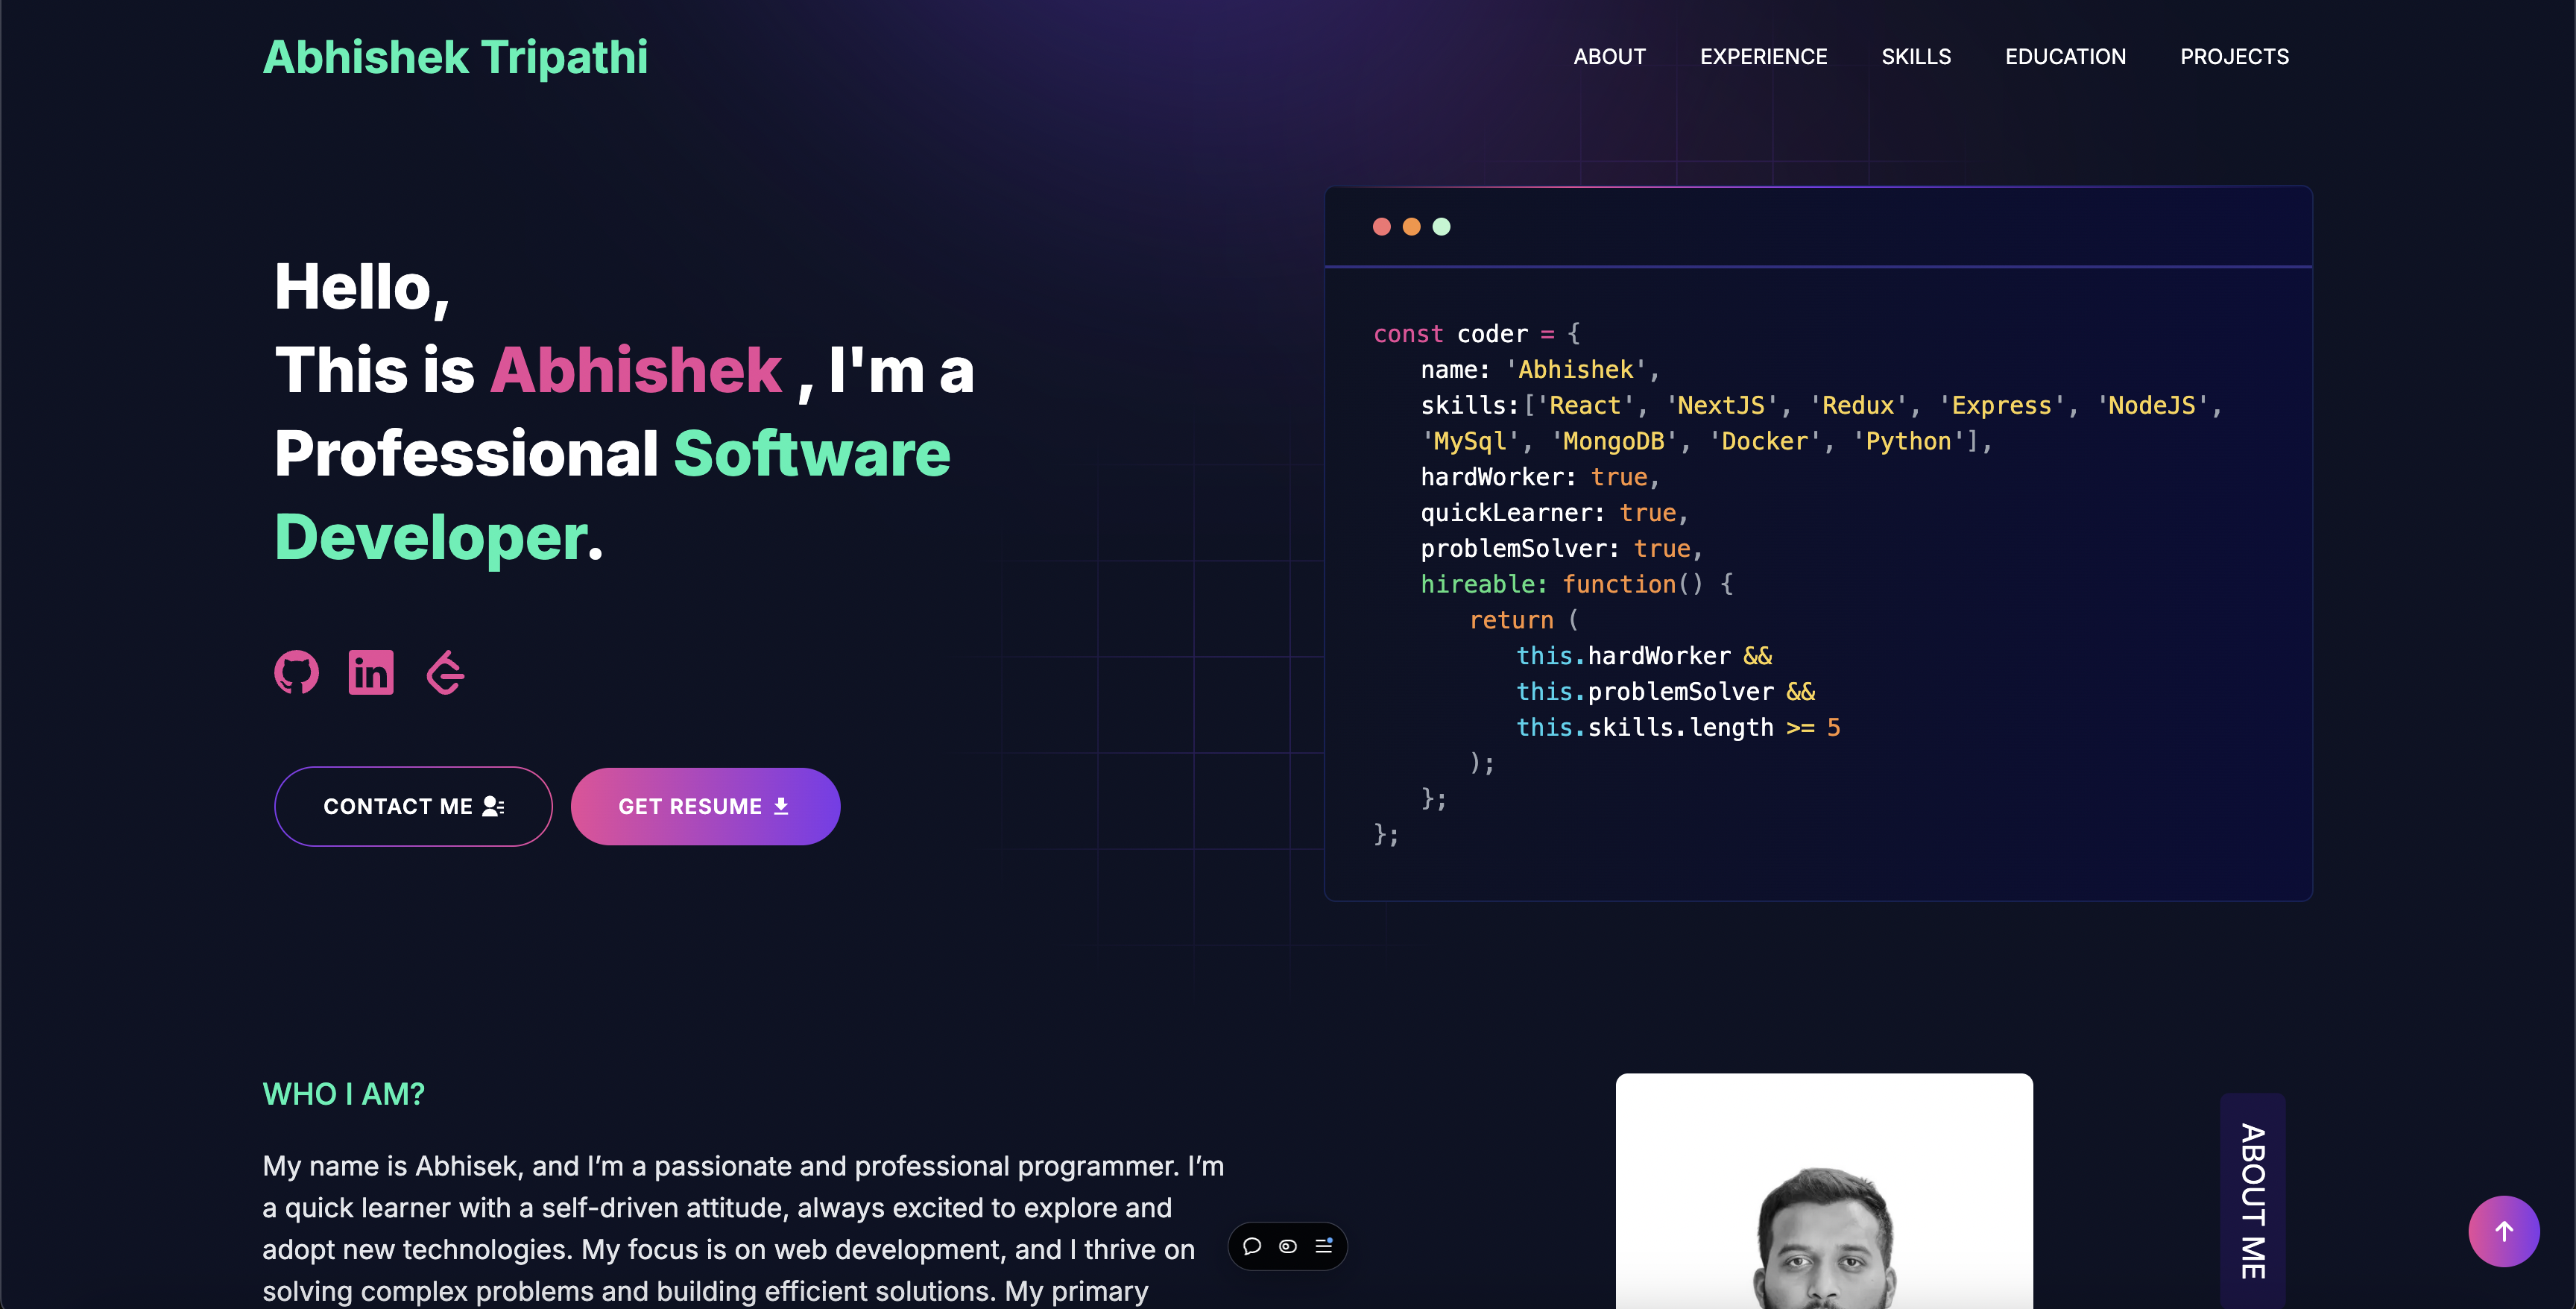 Abhishek Tripathi
ABOUT
EXPERIENCE
SKILLS
EDUCATION
PROJECTS
Hello,
This is Abhishek , I'm a
Professional Software
Developer.
CONTACT ME
GET RESUME
const coder = {
name: 'Abhishek',
skills:['React', 'NextJS', 'Redux', 'Express', 'NodeJS',
'MySql', 'MongoDB', 'Docker', 'Python'],
hardWorker: true,
quickLearner: true,
problemSolver: true,
hireable: function() {
return (
this.hardWorker &&
this.problemSolver &&
this.skills.length >= 5
);
};
};
WHO I AM?
My name is Abhisek, and I’m a passionate and professional programmer. I’m
a quick learner with a self-driven attitude, always excited to explore and
adopt new technologies. My focus is on web development, and I thrive on
solving complex problems and building efficient solutions. My primary
ABOUT ME